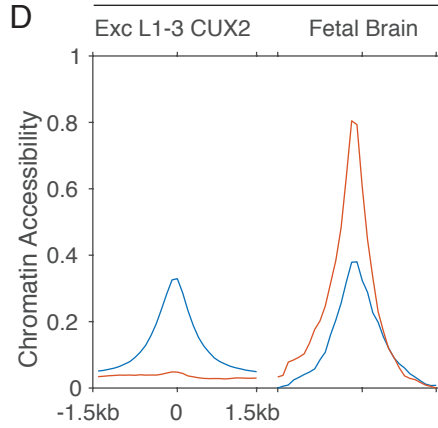 D
Exc L1-3 CUX2 Fetal Brain
Chromatin Accessibility
1
0.8
0.6
0.4
0.2
0
-1.5kb 0 1.5kb